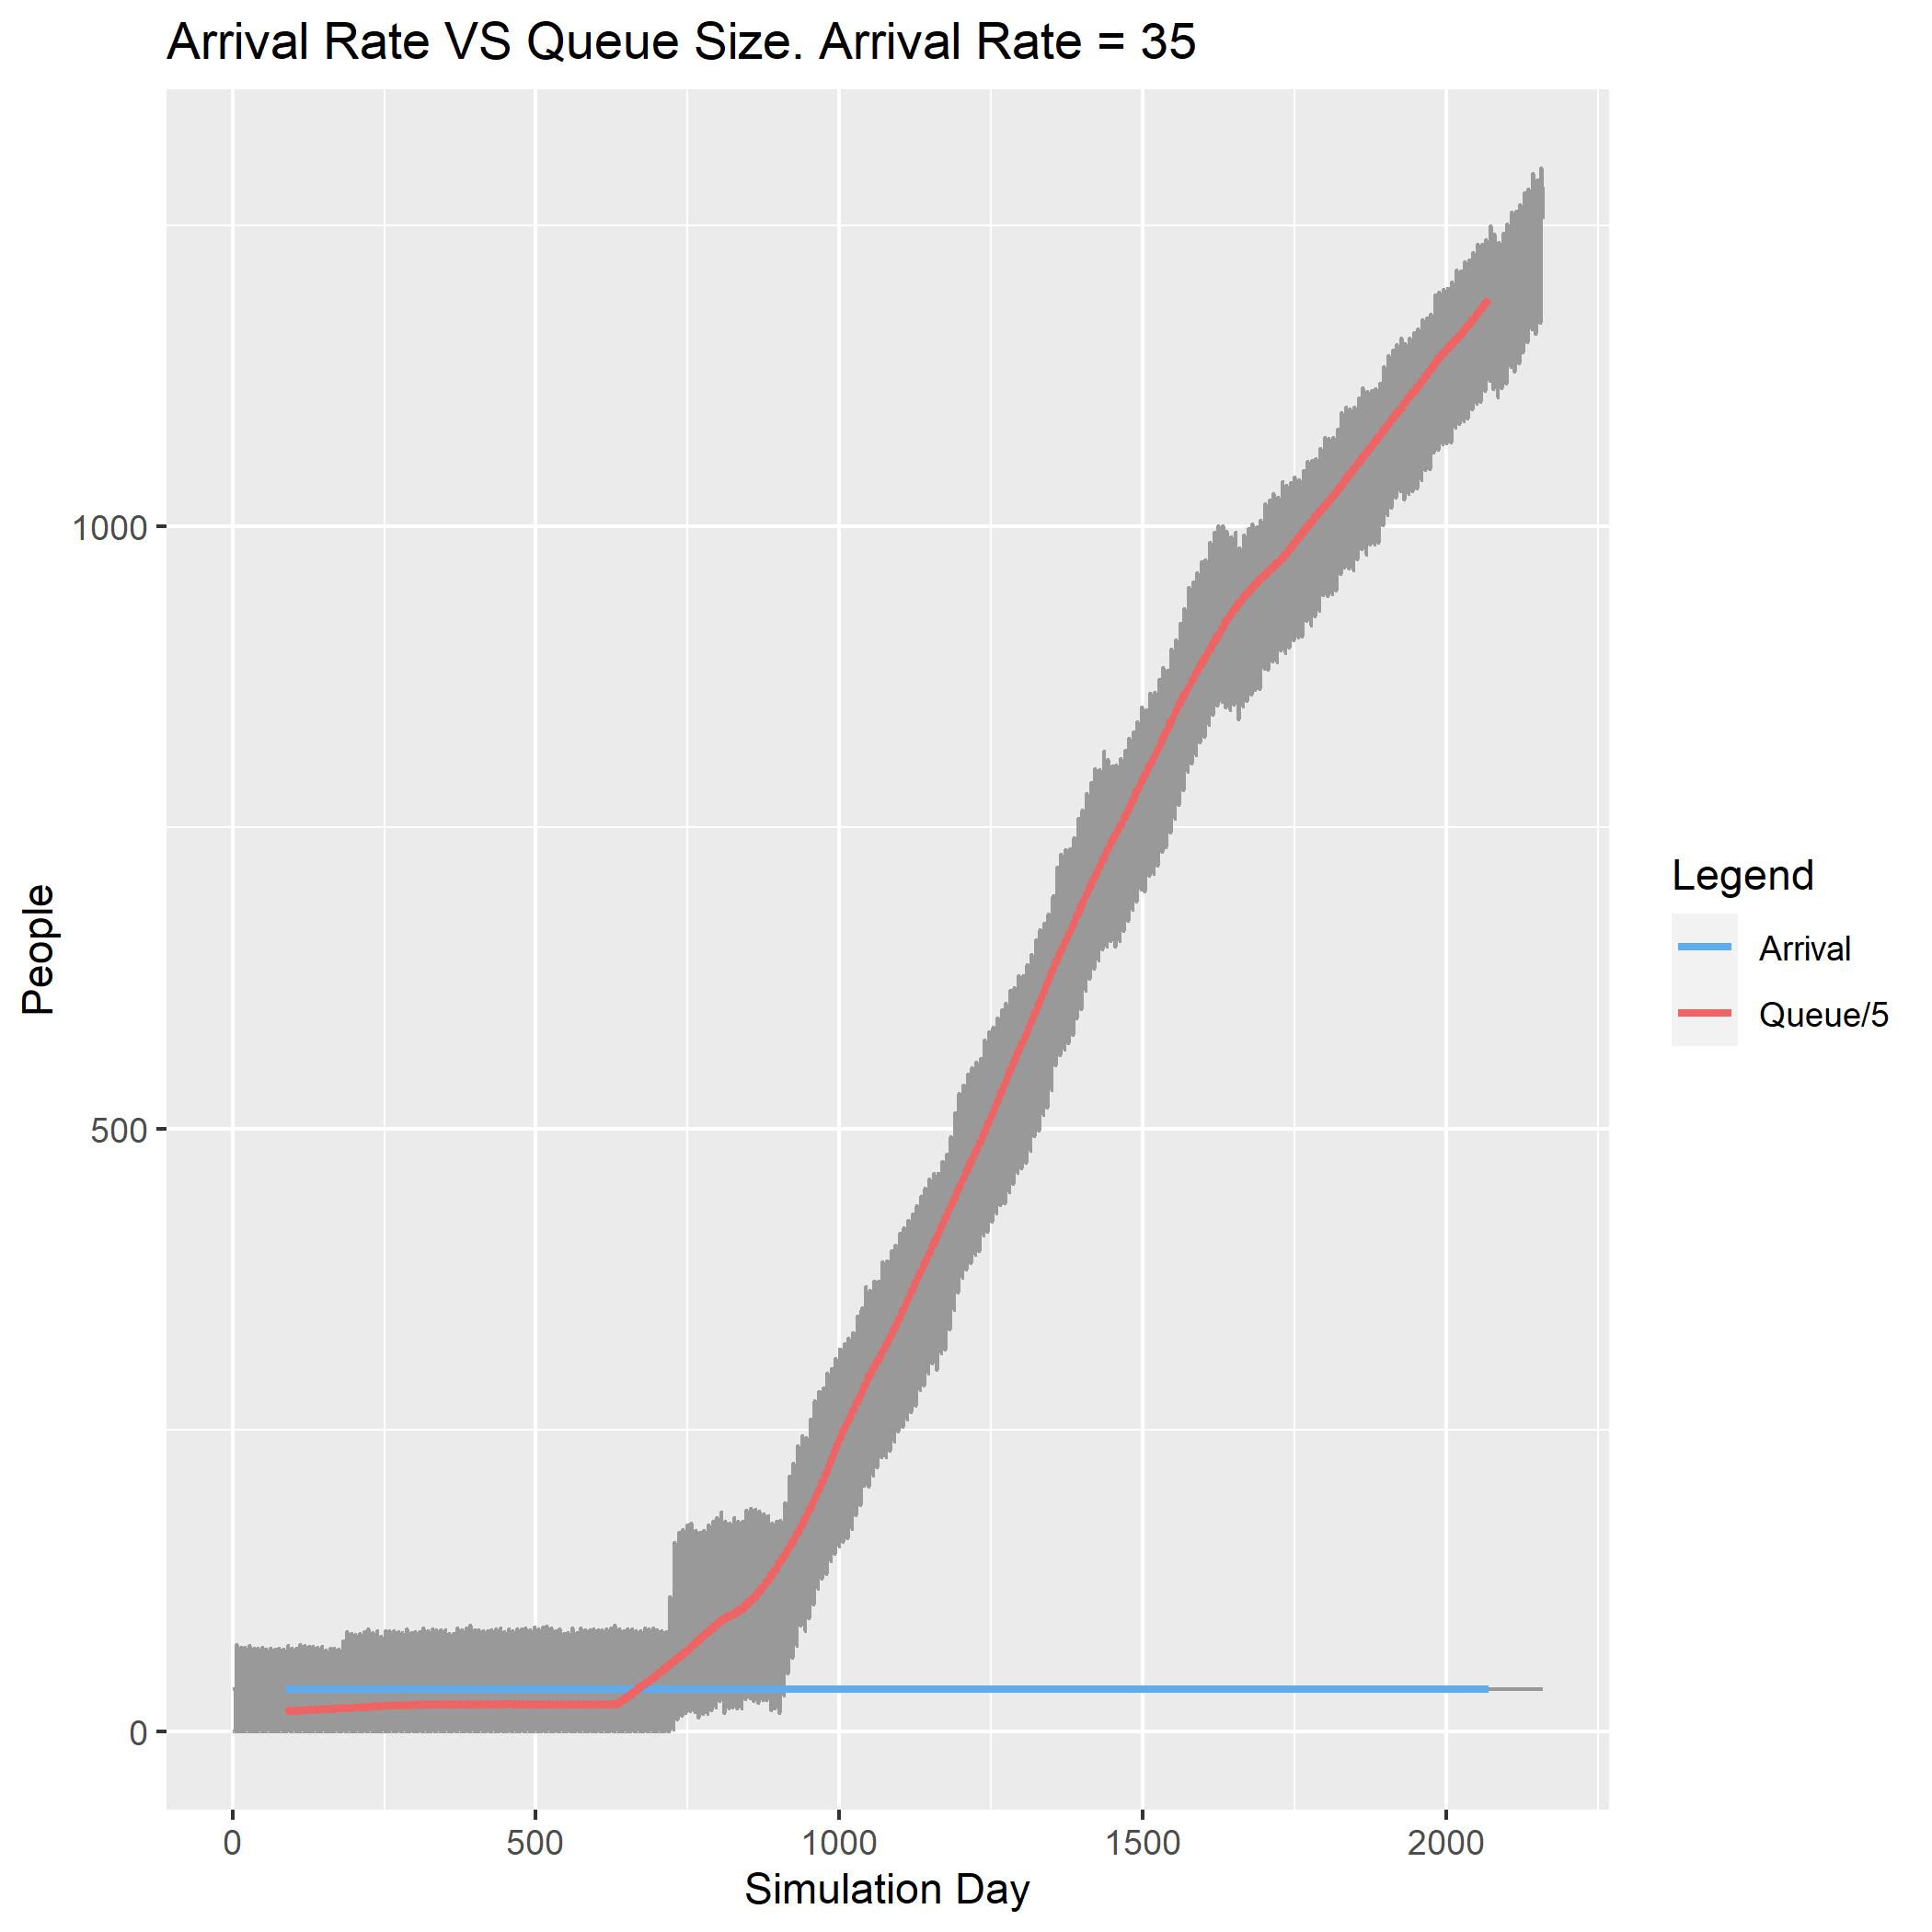 Arrival Rate VS Queue Size. Arrival Rate = 35
People
1000
500
0
0
500
1000
1500
2000
Simulation Day
Legend
Arrival
Queue/5